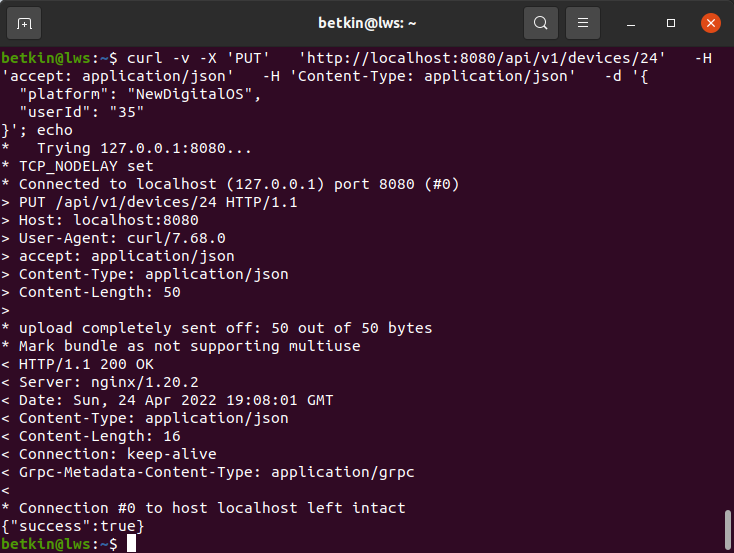 betkin@lws: ~
betkin@lws:~$ curl -v -X 'PUT'   'http://localhost:8080/api/v1/devices/24'   -H
'accept: application/json'   -H 'Content-Type: application/json'   -d '{
  "platform": "NewDigitalOS",
  "userId": "35"
}'; echo
*   Trying 127.0.0.1:8080...
* TCP_NODELAY set
* Connected to localhost (127.0.0.1) port 8080 (#0)
> PUT /api/v1/devices/24 HTTP/1.1
> Host: localhost:8080
> User-Agent: curl/7.68.0
> accept: application/json
> Content-Type: application/json
> Content-Length: 50
>
* upload completely sent off: 50 out of 50 bytes
* Mark bundle as not supporting multiuse
< HTTP/1.1 200 OK
< Server: nginx/1.20.2
< Date: Sun, 24 Apr 2022 19:08:01 GMT
< Content-Type: application/json
< Content-Length: 16
< Connection: keep-alive
< Grpc-Metadata-Content-Type: application/grpc
<
* Connection #0 to host localhost left intact
{"success":true}
betkin@lws:~$